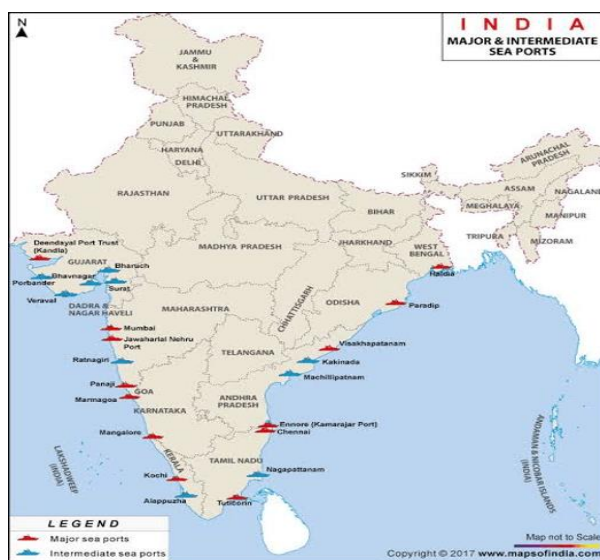 N
INDIA
MAJOR & INTERMEDIATE
SEA PORTS
JAMMU
&
KASHMIR
HIMACHAL
PRADESH
PUNJAB
UTTARAKHAND
HARYANA
DELHI
ARUNACHAL
PRADESH
SIKKIM
RAJASTHAN
UTTAR PRADESH
ASSAM
NAGALAND
MEGHALAYA
BIHAR
MANIPUR
TRIPURA
MIZORAM
Deendayal Port Trust
(Kandla)
GUJARAT
MADHYA PRADESH
JHARKHAND
WEST
BENGAL
Bharuch
Bhavnagar
Haldia
Porbander
Surat
Veraval
DADRA &
NAGAR HAVELI
CHHATTISGARH
ODISHA
Paradip
MAHARASHTRA
Mumbai
Jawaharlal Nehru
Port
Visakhapatanam
Ratnagiri
TELANGANA
Kakinada
Machillipatnam
Panaji
GOA
Marmagoa
ANDHRA
PRADESH
KARNATAKA
Ennore (Kamarajar Port)
Chennai
Mangalore
LAKSHADWEEP
(INDIA)
KERALA
TAMIL NADU
Nagapattanam
ANDAMAN & NICOBAR ISLANDS
(INDIA)
Kochi
Alappuzha
Tuticorin
LEGEND
Major sea ports
Intermediate sea ports
Map not to Scale
Copyright © 2017 www.mapsofindia.com